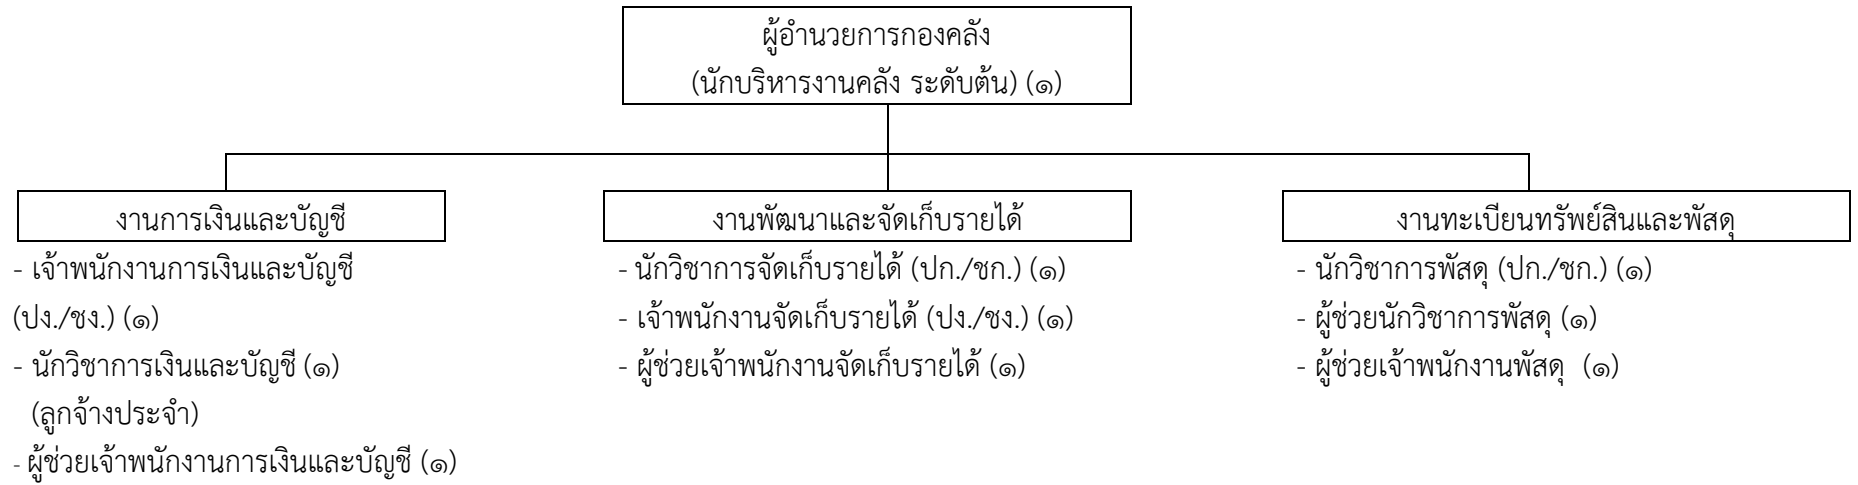 ผู้อำนวยการกองคลัง
(นักบริหารงานคลัง ระดับต้น) (๑)
งานการเงินและบัญชี
- เจ้าพนักงานการเงินและบัญชี
(ปง./ชง.) (๑)
- นักวิชาการเงินและบัญชี (๑)
(ลูกจ้างประจำ)
- ผู้ช่วยเจ้าพนักงานการเงินและบัญชี (๑)
งานพัฒนาและจัดเก็บรายได้
- นักวิชาการจัดเก็บรายได้ (ปก./ชก.) (๑)
- เจ้าพนักงานจัดเก็บรายได้ (ปง./ชง.) (๑)
- ผู้ช่วยเจ้าพนักงานจัดเก็บรายได้ (๑)
งานทะเบียนทรัพย์สินและพัสดุ
- นักวิชาการพัสดุ (ปก./ชก.) (๑)
- ผู้ช่วยนักวิชาการพัสดุ (๑)
- ผู้ช่วยเจ้าพนักงานพัสดุ (๑)